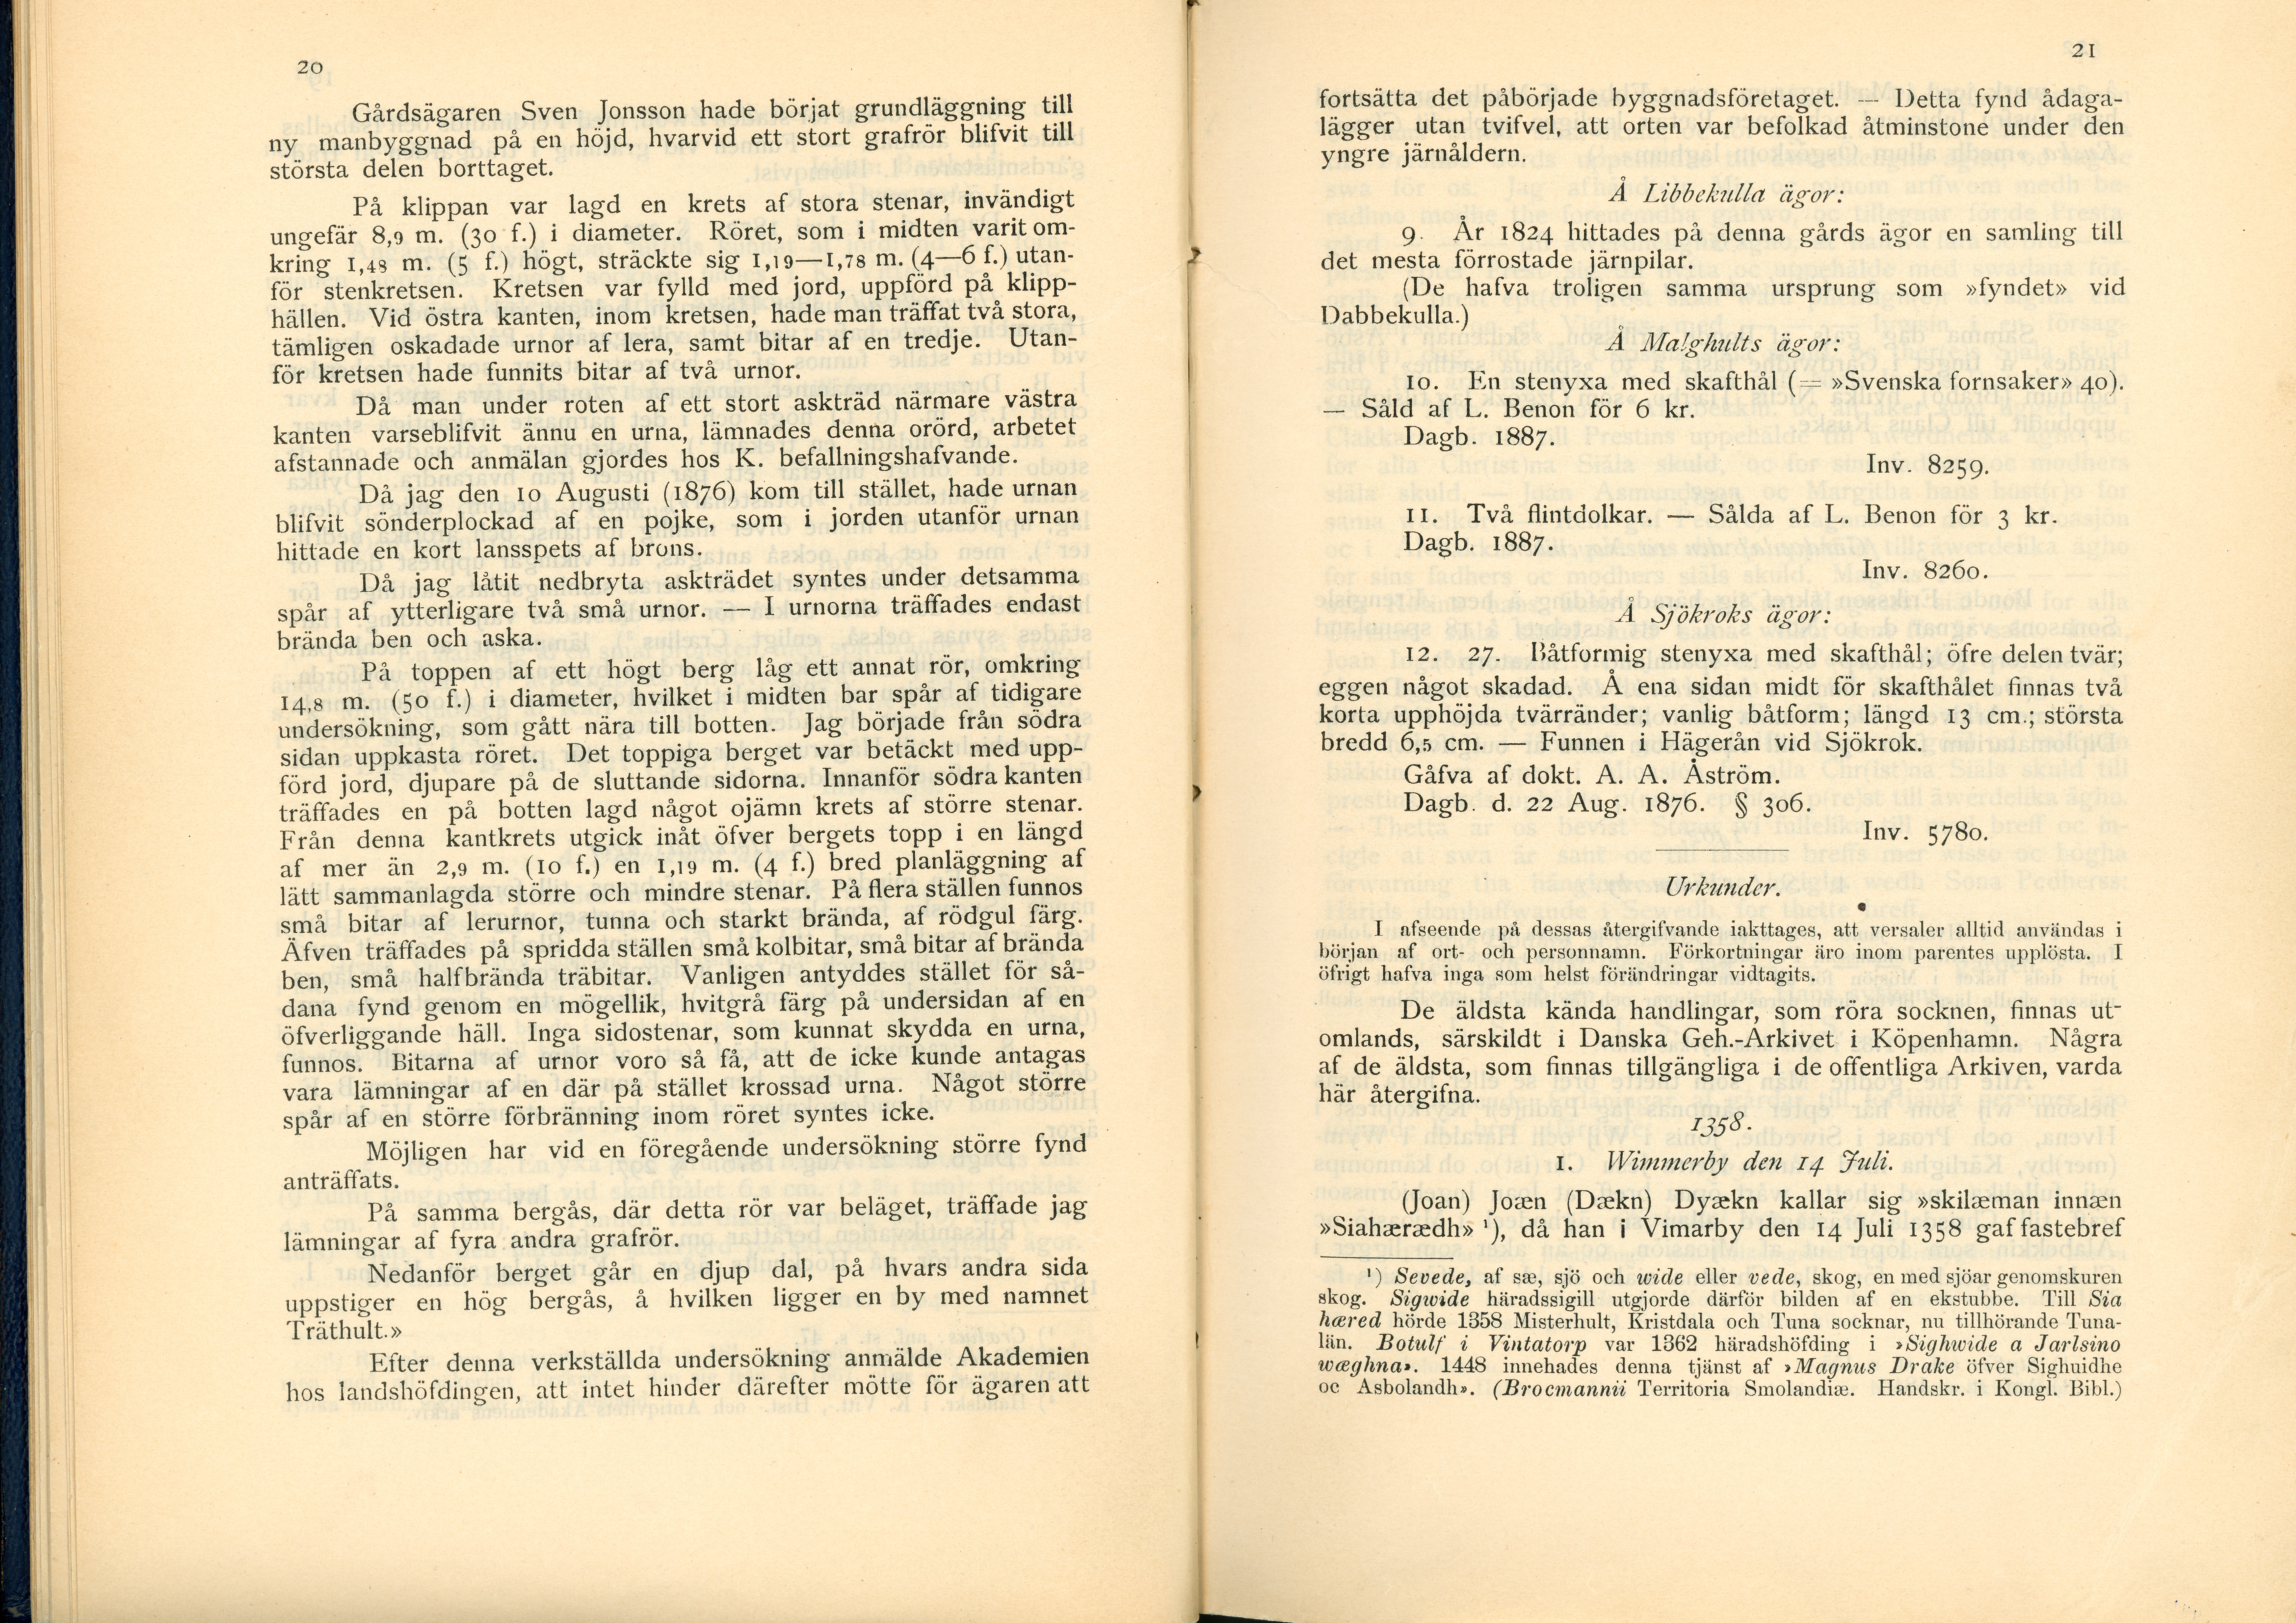 20
Gårdsägaren Sven Jonsson hade börjat grundläggning till
ny manbyggnad på en höjd, hvarvid ett stort grafrör blifvit till
största delen borttaget.
På klippan var lagd en krets af stora stenar, invändigt
ungefär 8,9 m. (30 f.) i diameter. Röret, som i midten varit om-
kring 1,48 m. (5 f.) högt, sträckte sig 1,19—1,78 m. (4—6 f.) utan-
för stenkretsen. Kretsen var fylld med jord, uppförd på klipp-
hällen. Vid östra kanten, inom kretsen, hade man träffat två stora,
tämligen oskadade urnor af lera, samt bitar af en tredje. Utan-
för kretsen hade funnits bitar af två urnor.
Då man under roten af ett stort askträd närmare västra
kanten varseblifvit ännu en urna, lämnades denna orörd, arbetet
afstannade och anmälan gjordes hos K. befallningshafvande.
Då jag den 10 Augusti (1876) kom till stället, hade urnan
blifvit sönderplockad af en pojke, som i jorden utanför urnan
hittade en kort lansspets af brons.
Då jag låtit nedbryta askträdet syntes under detsamma
spår af ytterligare två små urnor. — I urnorna träffades endast
brända ben och aska.
På toppen af ett högt berg låg ett annat rör, omkring
14,8 m. (50 f.) i diameter, hvilket i midten bar spår af tidigare
undersökning, som gått nära till botten. Jag började från södra
sidan uppkasta röret. Det toppiga berget var betäckt med upp-
förd jord, djupare på de sluttande sidorna. Innanför södra kanten
träffades en på botten lagd något ojämn krets af större stenar.
Från denna kantkrets utgick inåt öfver bergets topp i en längd
af mer än 2,9 m. (10 f.) en 1,19 m. (4 f.) bred planläggning af
lätt sammanlagda större och mindre stenar. På flera ställen funnos
små bitar af lerurnor, tunna och starkt brända, af rödgul färg.
Äfven träffades på spridda ställen små kolbitar, små bitar af brända
ben, små halfbrända träbitar. Vanligen antyddes stället för så-
dana fynd genom en mögellik, hvitgrå färg på undersidan af en
öfverliggande häll. Inga sidostenar, som kunnat skydda en urna,
funnos. Bitarna af urnor voro så få, att de icke kunde antagas
vara lämningar af en där på stället krossad urna. Något större
spår af en större förbränning inom röret syntes icke.
Möjligen har vid en föregående undersökning större fynd
anträffats.
På samma bergås, där detta rör var beläget, träffade jag
lämningar af fyra andra grafrör.
Nedanför berget går en djup dal, på hvars andra sida
uppstiger en hög bergås, å hvilken ligger en by med namnet
Träthult.»
Efter denna verkställda undersökning anmälde Akademien
hos landshöfdingen, att intet hinder därefter mötte för ägaren att
21
fortsätta det påbörjade byggnadsföretaget. — Detta fynd ådaga-
lägger utan tvifvel, att orten var befolkad åtminstone under den
yngre järnåldern.
Å Libbekulla ägor:
9. År 1824 hittades på denna gårds ägor en samling till
det mesta förrostade järnpilar.
(De hafva troligen samma ursprung som »fyndet» vid
Dabbekulla.)
Å Malghults ägor:
10. En stenyxa med skafthål (= »Svenska fornsaker» 40).
— Såld af L. Benon för 6 kr.
Dagb. 1887.
Inv. 8259.
11. Två flintdolkar. — Sålda af L. Benon för 3 kr.
Dagb. 1887.
Inv. 8260.
Å Sjökroks ägor:
12. 27. Båtformig stenyxa med skafthål; öfre delen tvär;
eggen något skadad. Å ena sidan midt för skafthålet finnas två
korta upphöjda tvärränder; vanlig båtform; längd 13 cm.; största
bredd 6,5 cm. — Funnen i Hägerån vid Sjökrok.
Gåfva af dokt. A. A. Åström.
Dagb. d. 22 Aug. 1876. § 306.
Inv. 5780.
Urkunder.
I afseende på dessas återgifvande iakttages, att versaler alltid användas i
början af ort- och personnamn. Förkortningar äro inom parentes upplösta. I
öfrigt hafva inga som helst förändringar vidtagits.
De äldsta kända handlingar, som röra socknen, finnas ut-
omlands, särskildt i Danska Geh.-Arkivet i Köpenhamn. Några
af de äldsta, som finnas tillgängliga i de offentliga Arkiven, varda
här återgifna.
1358.
1. Wimmerby den 14 Juli.
(Joan) Joæn (Dækn) Dyækn kallar sig »skilæman innæn
»Siahærædh» ¹), då han i Vimarby den 14 Juli 1358 gaf fastebref
¹) Sevede, af sæ, sjö och wide eller vede, skog, en med sjöar genomskuren
skog. Sigwide häradssigill utgjorde därför bilden af en ekstubbe. Till Sia
hæred hörde 1358 Misterhult, Kristdala och Tuna socknar, nu tillhörande Tuna-
län. Botulf i Vintatorp var 1362 häradshöfding i »Sighwide a Jarlsino
wæghna». 1448 innehades denna tjänst af »Magnus Drake öfver Sighuidhe
oc Asbolandh». (Brocmannii Territoria Smolandiæ. Handskr. i Kongl. Bibl.)